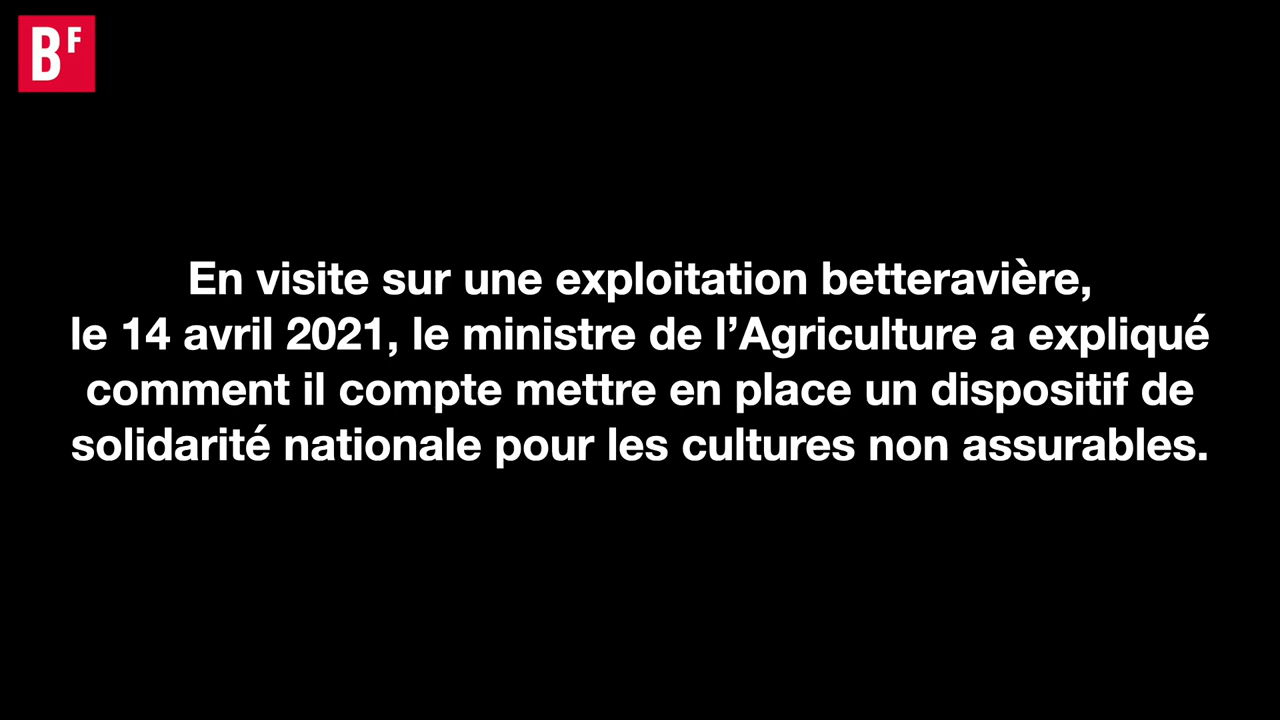 BF
En visite sur une exploitation betteravière,
le 14 avril 2021, le ministre de l’Agriculture a expliqué
comment il compte mettre en place un dispositif de
solidarité nationale pour les cultures non assurables.